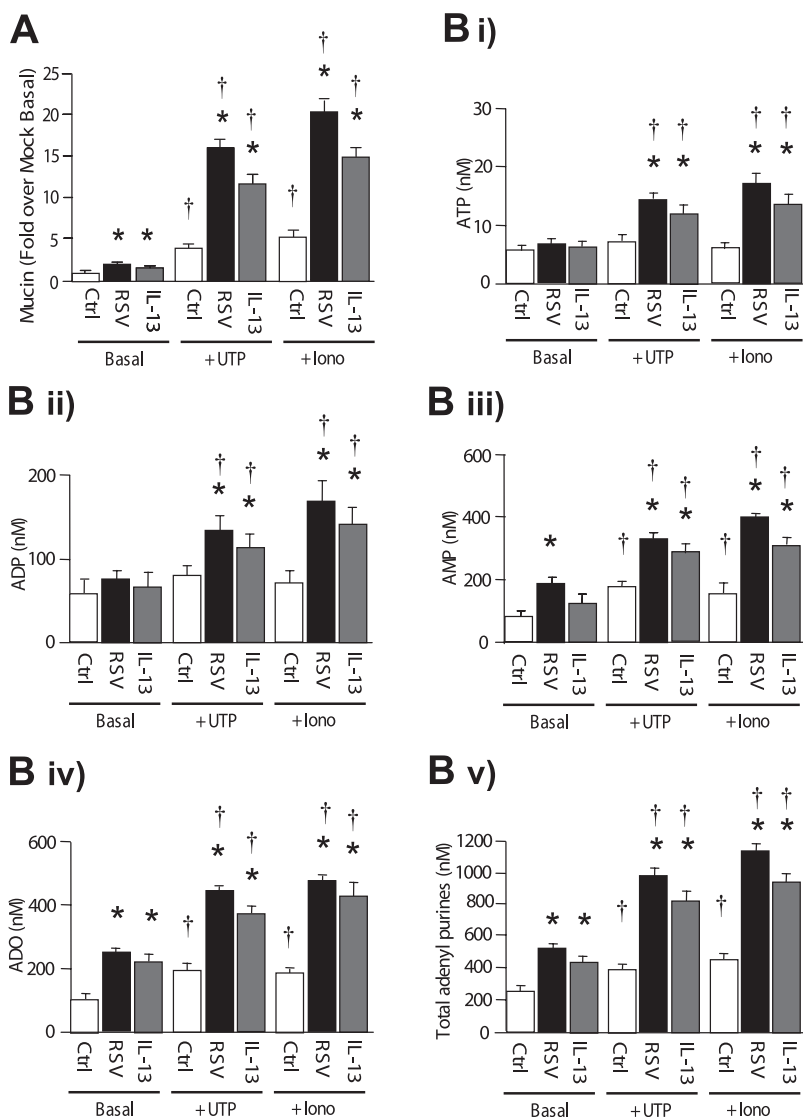 A
Mucin (Fold over Mock Basal)
25
20
15
10
5
0
† † † †
* * * * * *
† †
Ctrl RSV IL-13 Ctrl RSV IL-13 Ctrl RSV IL-13
Basal +UTP +Iono
B i)
ATP (nM)
30
20
10
0
† † † †
* * * *
Ctrl RSV IL-13 Ctrl RSV IL-13 Ctrl RSV IL-13
Basal +UTP +Iono
B ii)
ADP (nM)
200
100
0
† † † †
* * * *
Ctrl RSV IL-13 Ctrl RSV IL-13 Ctrl RSV IL-13
Basal +UTP +Iono
B iii)
AMP (nM)
600
400
200
0
† † † †
* * * * *
† †
Ctrl RSV IL-13 Ctrl RSV IL-13 Ctrl RSV IL-13
Basal +UTP +Iono
B iv)
ADO (nM)
600
400
200
0
† † † †
* * * * * *
† †
Ctrl RSV IL-13 Ctrl RSV IL-13 Ctrl RSV IL-13
Basal +UTP +Iono
B v)
Total adenyl purines (nM)
1200
1000
800
600
400
200
0
† † † †
* * * * * *
† †
Ctrl RSV IL-13 Ctrl RSV IL-13 Ctrl RSV IL-13
Basal +UTP +Iono